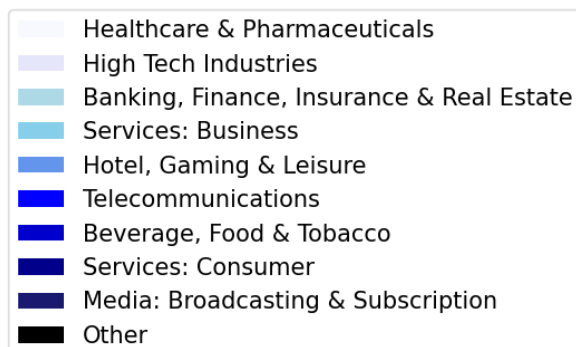 Healthcare & Pharmaceuticals
High Tech Industries
Banking, Finance, Insurance & Real Estate
Services: Business
Hotel, Gaming & Leisure
Telecommunications
Beverage, Food & Tobacco
Services: Consumer
Media: Broadcasting & Subscription
Other